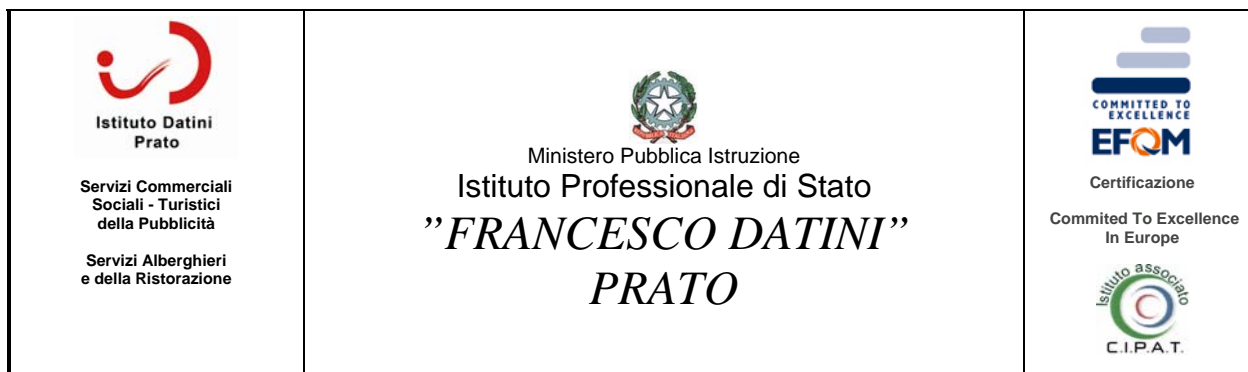 Istituto Datini
Prato
Servizi Commerciali
Sociali - Turistici
della Pubblicità
Servizi Alberghieri
e della Ristorazione
Ministero Pubblica Istruzione
Istituto Professionale di Stato
”FRANCESCO DATINI”
PRATO
COMMITTED TO
EXCELLENCE
EFQM
Certificazione
Commited To Excellence
In Europe
Istituto associato
C.I.P.A.T.